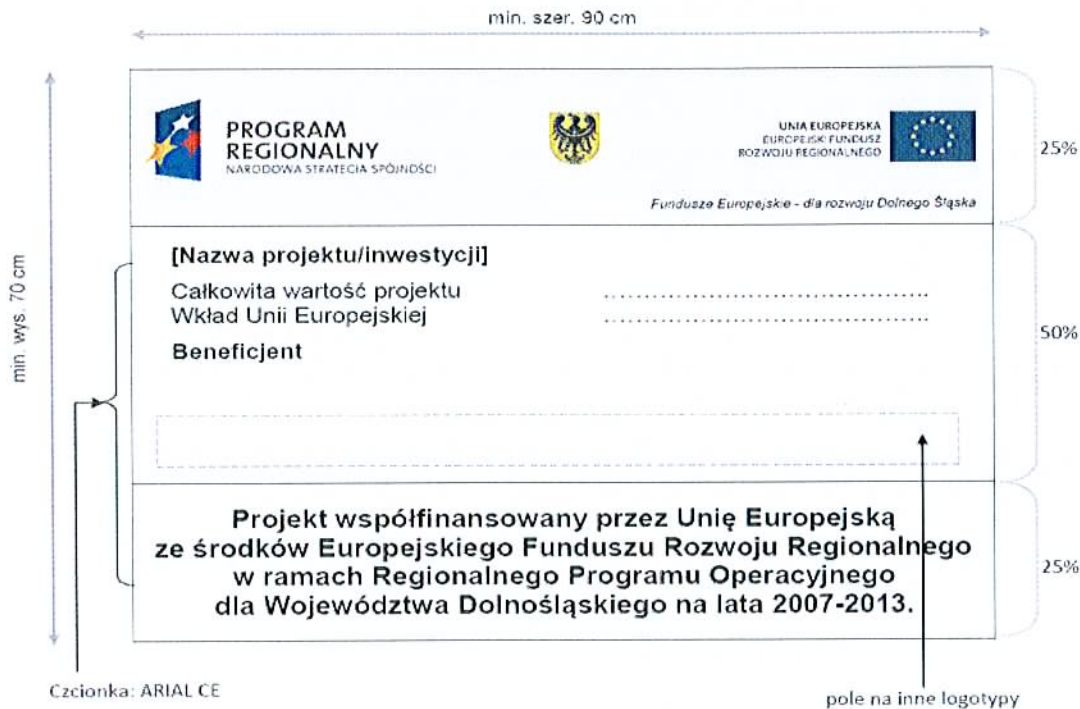 min. szer. 90 cm
min. wys. 70 cm
PROGRAM
REGIONALNY
NARODOWA STRATEGIA SPÓJNOŚCI
UNIA EUROPEJSKA
EUROPEJSKI FUNDUSZ
ROZWOJU REGIONALNEGO
Fundusze Europejskie - dla rozwoju Dolnego Śląska
25%
[Nazwa projektu/inwestycji]
Całkowita wartość projektu ................................................
Wkład Unii Europejskiej ................................................
Beneficjent
50%
Projekt współfinansowany przez Unię Europejską
ze środków Europejskiego Funduszu Rozwoju Regionalnego
w ramach Regionalnego Programu Operacyjnego
dla Województwa Dolnośląskiego na lata 2007-2013.
25%
Czcionka: ARIAL CE
pole na inne logotypy